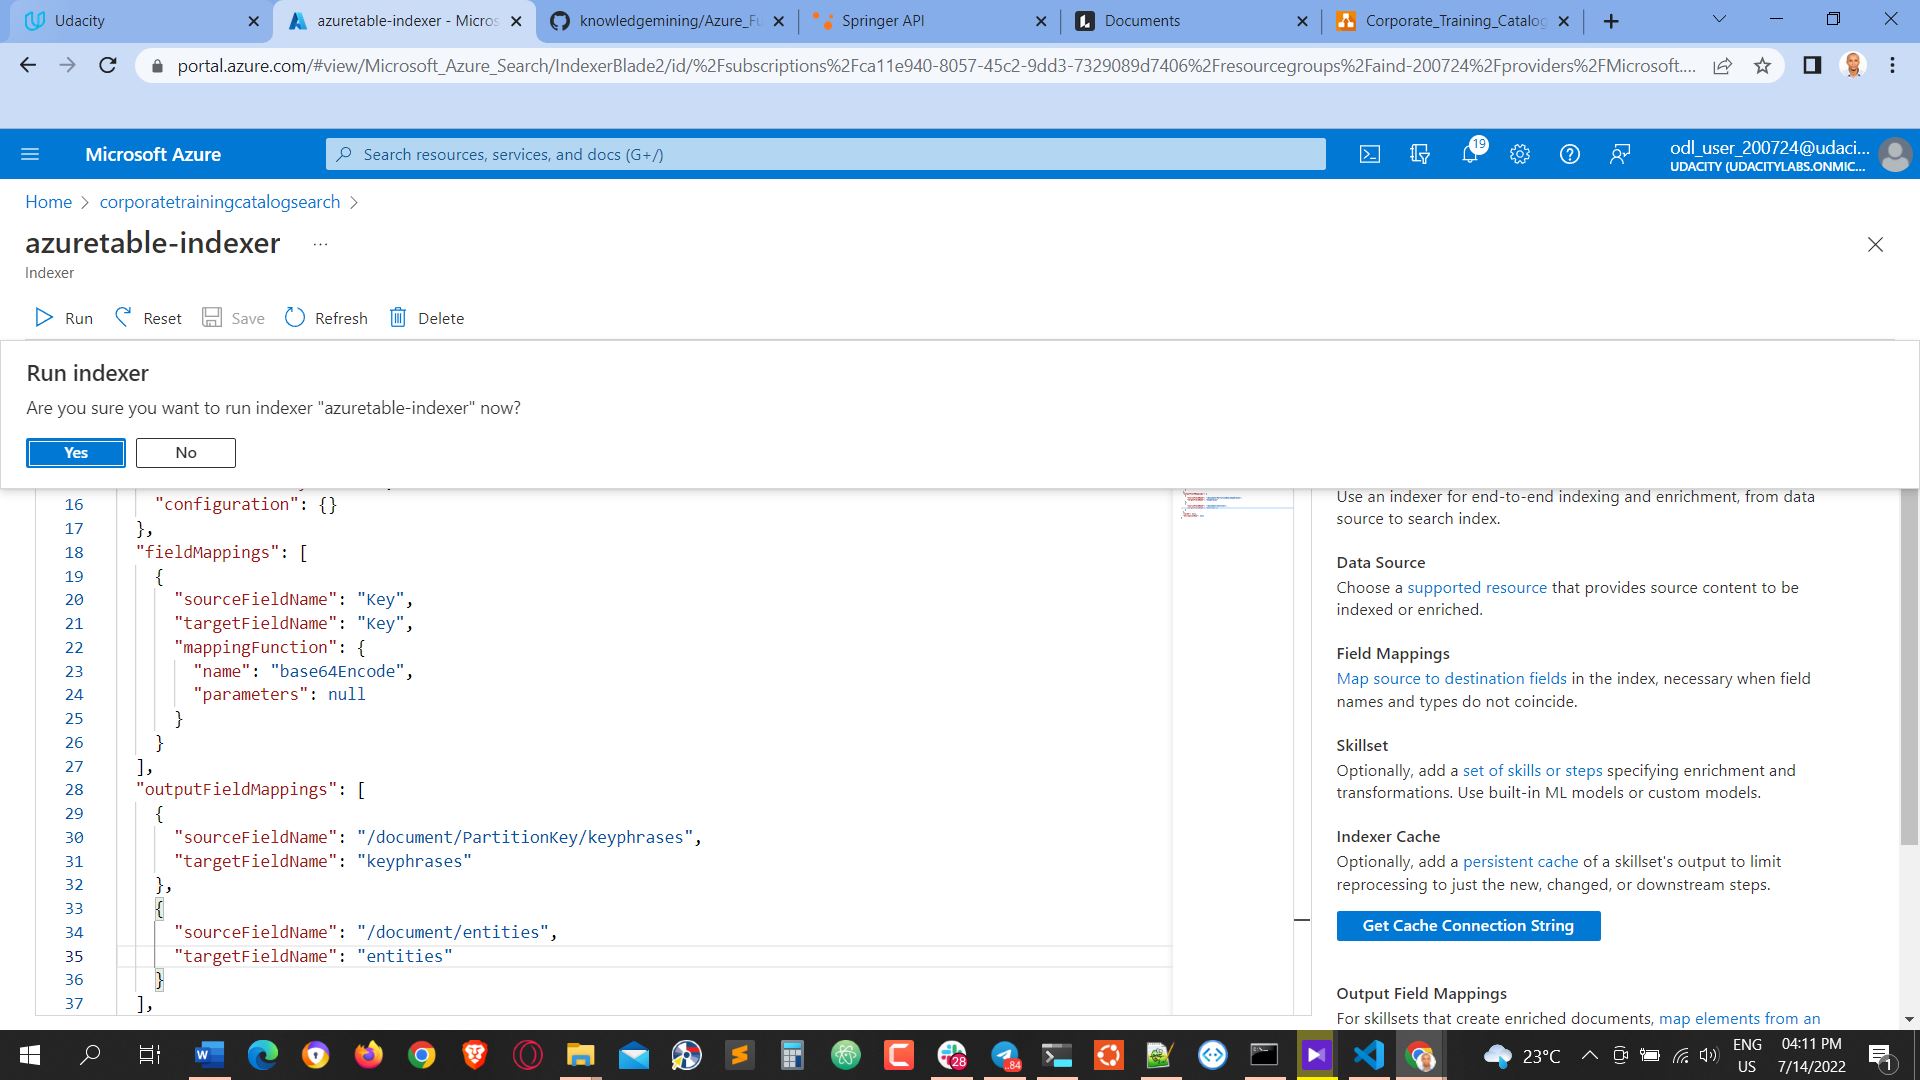 Udacity
azuretable-indexer - Micros
knowledgemining/Azure_Fu
Springer API
Documents
Corporate_Training_Catalog
portal.azure.com/#view/Microsoft_Azure_Search/IndexerBlade2/id/%2Fsubscriptions%2Fca11e940-8057-45c2-9dd3-7329089d7406%2Fresourcegroups%2Faind-200724%2Fproviders%2FMicrosoft....
Microsoft Azure
Search resources, services, and docs (G+/)
19
odl_user_200724@udaci...
UDACITY (UDACITYLABS.ONMIC...
Home > corporatetrainingcatalogsearch >
azuretable-indexer ...
Indexer
Run Reset Save Refresh Delete
Run indexer
Are you sure you want to run indexer "azuretable-indexer" now?
Yes No
16 "configuration": {}
17 },
18 "fieldMappings": [
19 {
20 "sourceFieldName": "Key",
21 "targetFieldName": "Key",
22 "mappingFunction": {
23 "name": "base64Encode",
24 "parameters": null
25 }
26 }
27 ],
28 "outputFieldMappings": [
29 {
30 "sourceFieldName": "/document/PartitionKey/keyphrases",
31 "targetFieldName": "keyphrases"
32 },
33 {
34 "sourceFieldName": "/document/entities",
35 "targetFieldName": "entities"
36 }
37 ],
Use an indexer for end-to-end indexing and enrichment, from data
source to search index.
Data Source
Choose a supported resource that provides source content to be
indexed or enriched.
Field Mappings
Map source to destination fields in the index, necessary when field
names and types do not coincide.
Skillset
Optionally, add a set of skills or steps specifying enrichment and
transformations. Use built-in ML models or custom models.
Indexer Cache
Optionally, add a persistent cache of a skillset's output to limit
reprocessing to just the new, changed, or downstream steps.
Get Cache Connection String
Output Field Mappings
For skillsets that create enriched documents, map elements from an
28
84
23°C
ENG
US
04:11 PM
7/14/2022
1